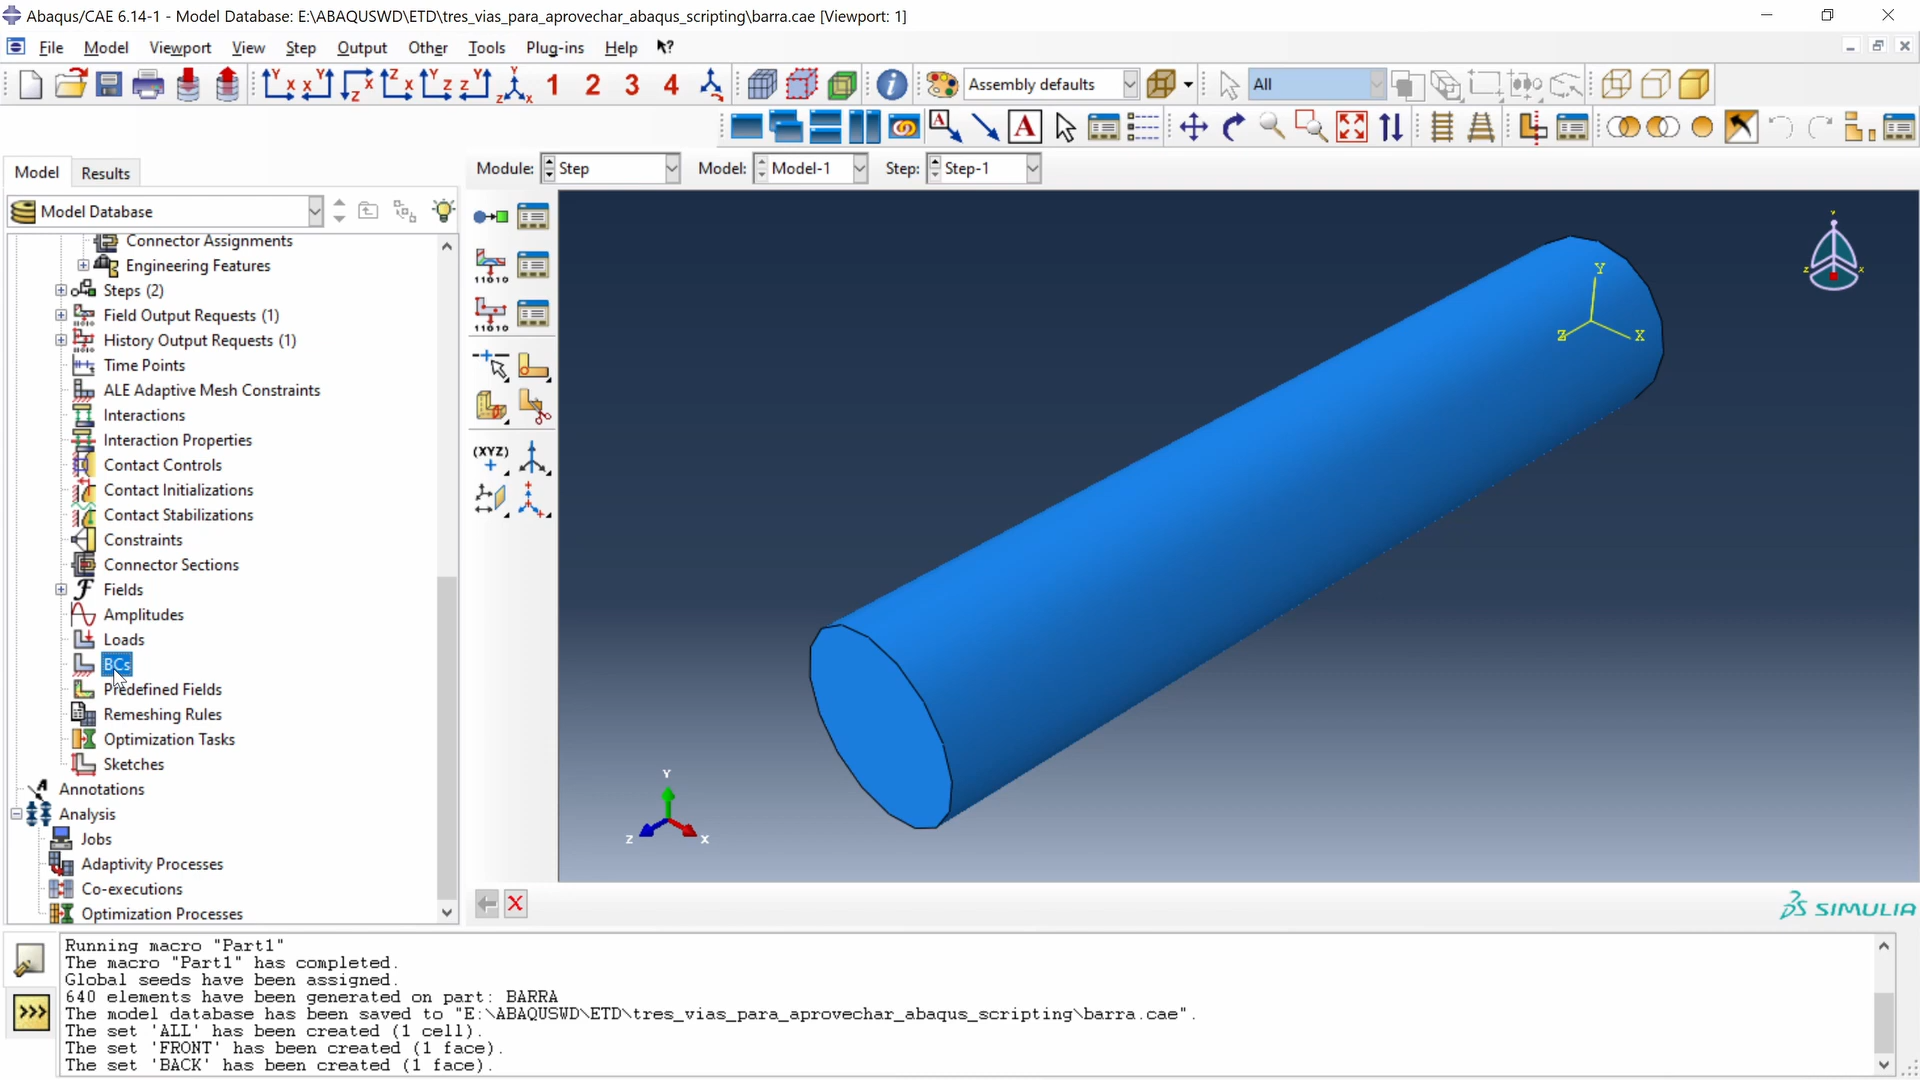 Abaqus/CAE 6.14-1 - Model Database: E:\ABAQUSWD\ETD\tres_vias_para_aprovechar_abaqus_scripting\barra.cae [Viewport: 1]
File Model Viewport View Step Output Other Tools Plug-ins Help
1 2 3 4 Assembly defaults All
Model Results
Module: Step Model: Model-1 Step: Step-1
Model Database
Connector Assignments
Engineering Features
Steps (2)
Field Output Requests (1)
History Output Requests (1)
Time Points
ALE Adaptive Mesh Constraints
Interactions
Interaction Properties
Contact Controls
Contact Initializations
Contact Stabilizations
Constraints
Connector Sections
Fields
Amplitudes
Loads
BCs
Predefined Fields
Remeshing Rules
Optimization Tasks
Sketches
Annotations
Analysis
Jobs
Adaptivity Processes
Co-executions
Optimization Processes
(XYZ)
Y
Z X
Y
Z X
SIMULIA
Running macro "Part1"
The macro "Part1" has completed.
Global seeds have been assigned.
640 elements have been generated on part: BARRA
The model database has been saved to "E:\ABAQUSWD\ETD\tres_vias_para_aprovechar_abaqus_scripting\barra.cae".
The set 'ALL' has been created (1 cell).
The set 'FRONT' has been created (1 face).
The set 'BACK' has been created (1 face).